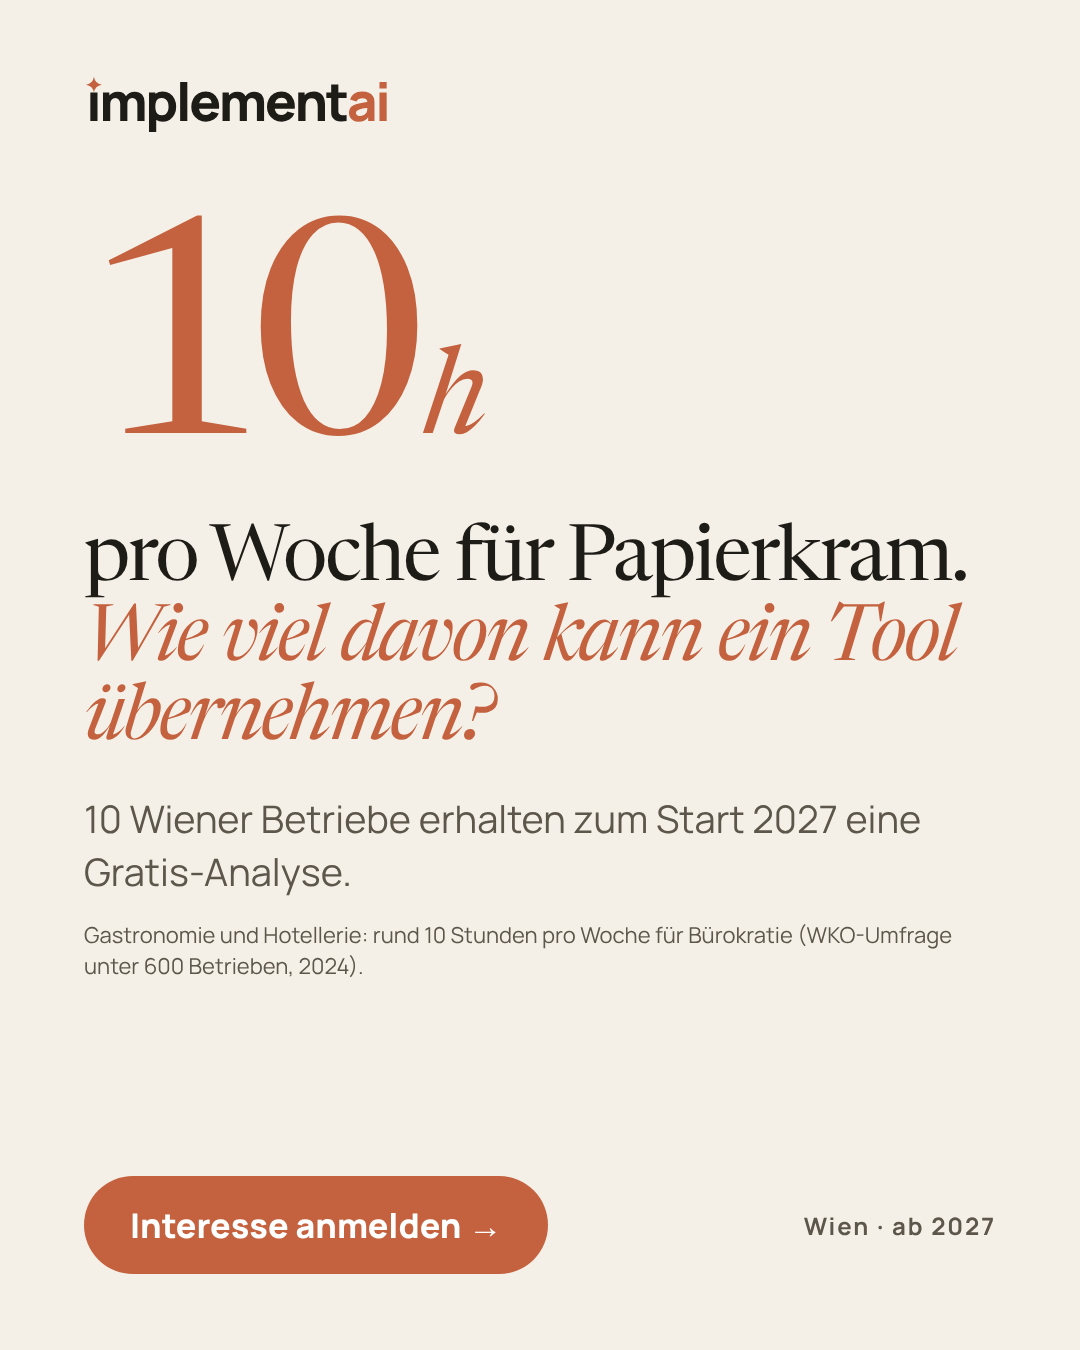 implementai
10h
pro Woche für Papierkram.
Wie viel davon kann ein Tool
übernehmen?
10 Wiener Betriebe erhalten zum Start 2027 eine
Gratis-Analyse.
Gastronomie und Hotellerie: rund 10 Stunden pro Woche für Bürokratie (WKO-Umfrage
unter 600 Betrieben, 2024).
Interesse anmelden →
Wien · ab 2027